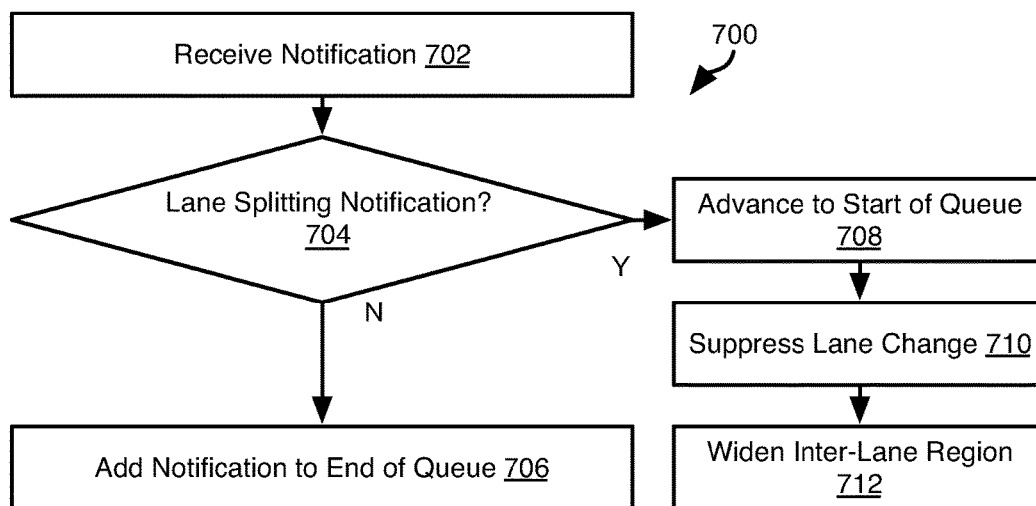 Receive Notification 702
700
Lane Splitting Notification?
704
Y
N
Advance to Start of Queue
708
Suppress Lane Change 710
Add Notification to End of Queue 706
Widen Inter-Lane Region
712